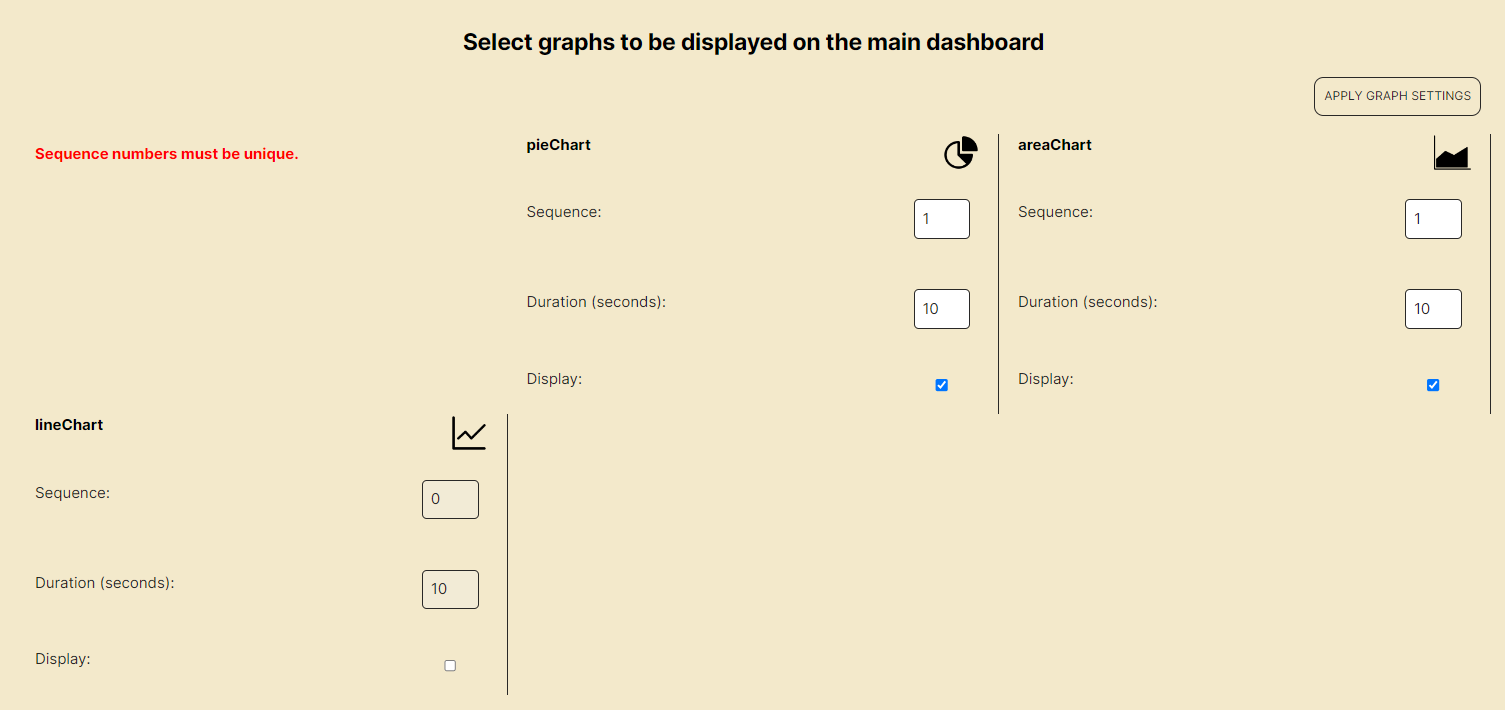 Select graphs to be displayed on the main dashboard
APPLY GRAPH SETTINGS
Sequence numbers must be unique.
pieChart
Sequence: 1
Duration (seconds): 10
Display:
areaChart
Sequence: 1
Duration (seconds): 10
Display:
lineChart
Sequence: 0
Duration (seconds): 10
Display: